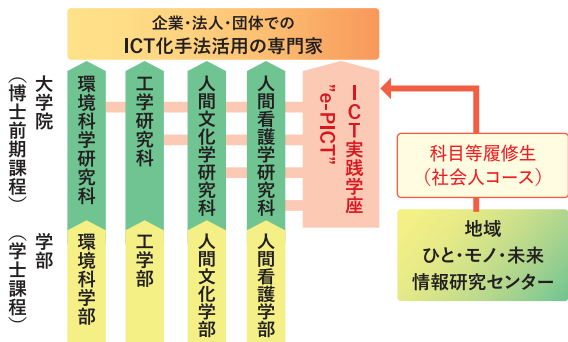 企業・法人・団体での
ICT化手法活用の専門家
大学院
（博士前期課程）
環境科学研究科
工学研究科
人間文化学研究科
人間看護学研究科
ICT実践学座
”e-PICT”
科目等履修生
（社会人コース）
地域
ひと・モノ・未来
情報研究センター
学部
（学士課程）
環境科学部
工学部
人間文化学部
人間看護学部